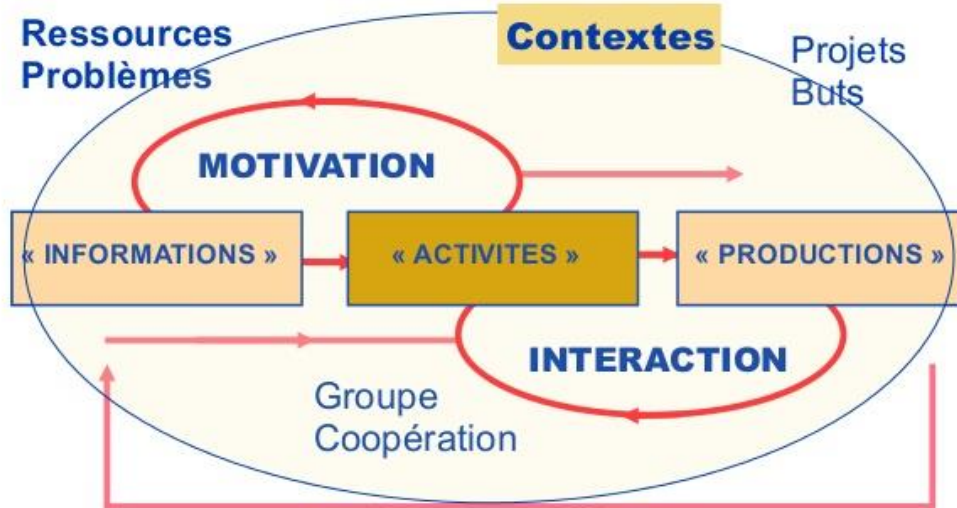 Ressources
Problèmes
Contextes
Projets
Buts
MOTIVATION
« INFORMATIONS »
« ACTIVITES »
« PRODUCTIONS »
INTERACTION
Groupe
Coopération